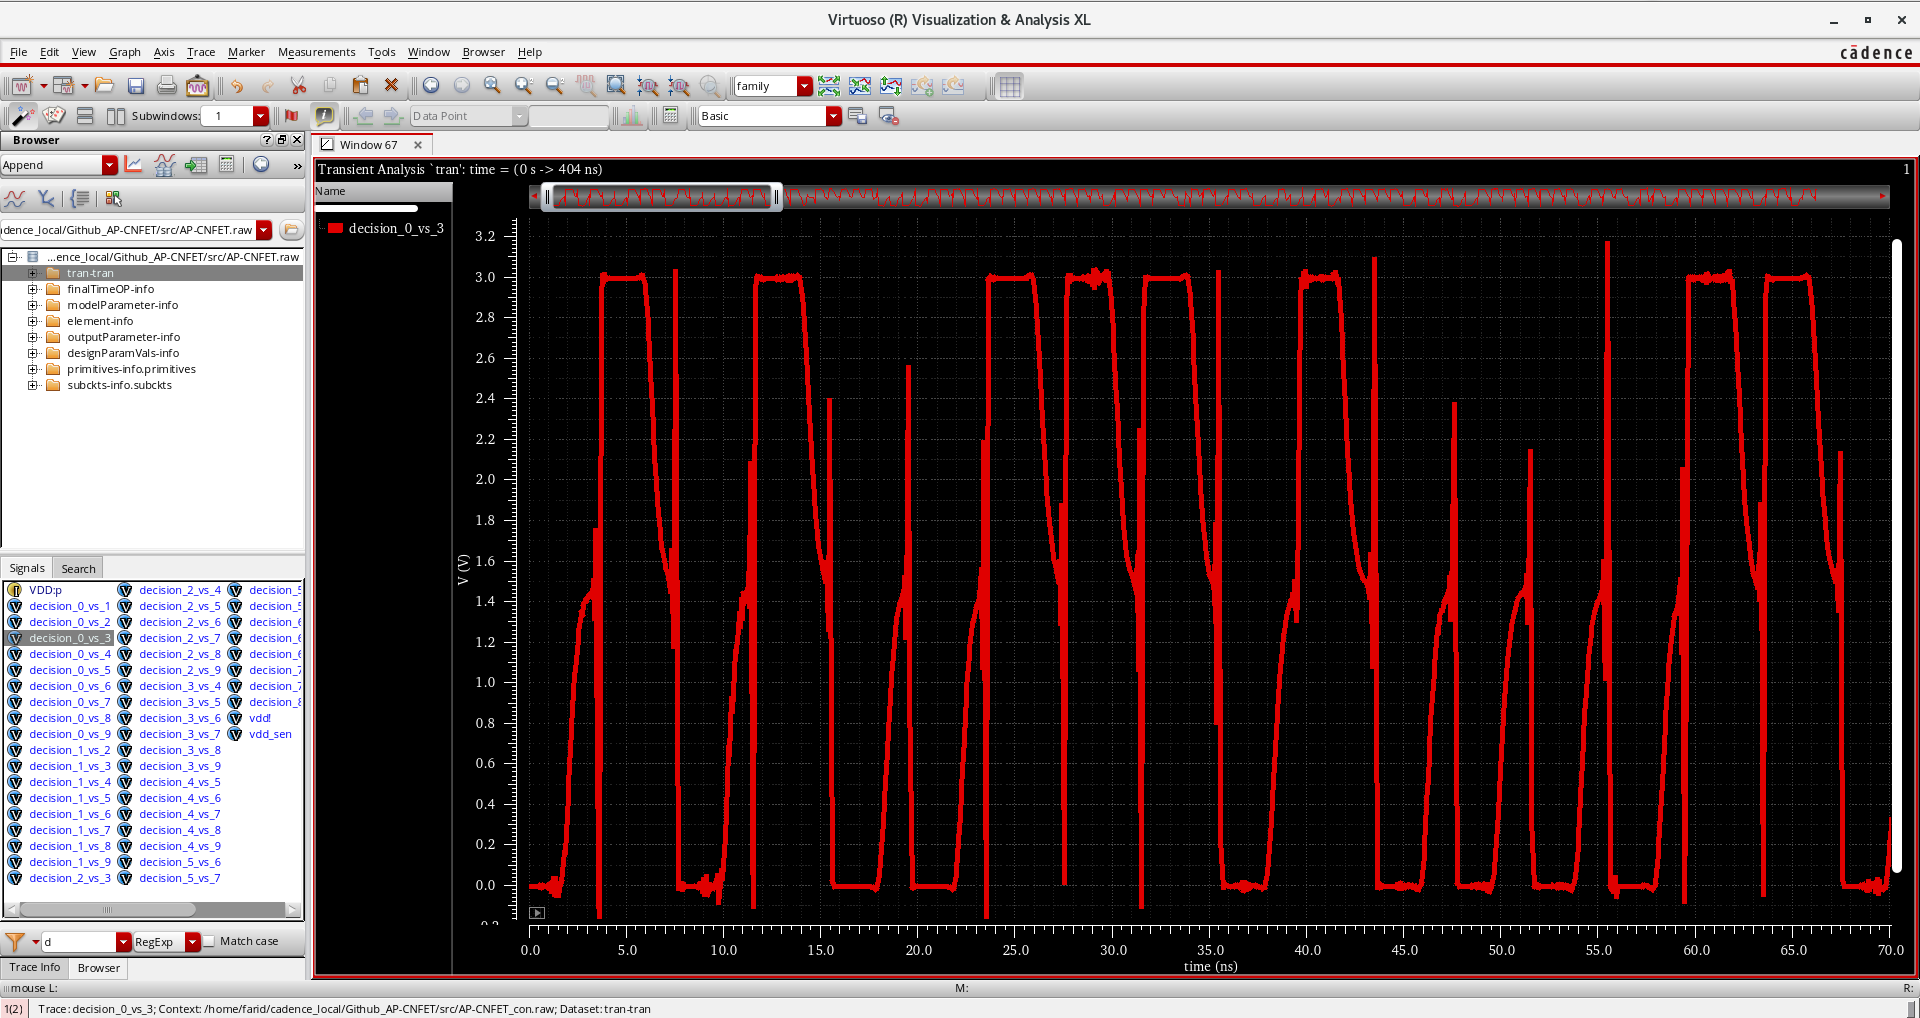 Virtuoso (R) Visualization & Analysis XL
File Edit View Graph Axis Trace Marker Measurements Tools Window Browser Help
cādence
family
Subwindows: 1
Data Point
Basic
Browser
Window 67
Append
Transient Analysis `tran': time = (0 s -> 404 ns)
1
Name
decision_0_vs_3
adence_local/Github_AP-CNFET/src/AP-CNFET.raw
...ence_local/Github_AP-CNFET/src/AP-CNFET.raw
tran-tran
finalTimeOP-info
modelParameter-info
element-info
outputParameter-info
designParamVals-info
primitives-info.primitives
subckts-info.subckts
Signals Search
VDD:p decision_2_vs_4 decision_5
decision_0_vs_1 decision_2_vs_5 decision_5
decision_0_vs_2 decision_2_vs_6 decision_6
decision_0_vs_3 decision_2_vs_7 decision_6
decision_0_vs_4 decision_2_vs_8 decision_6
decision_0_vs_5 decision_2_vs_9 decision_7
decision_0_vs_6 decision_3_vs_4 decision_7
decision_0_vs_7 decision_3_vs_5 decision_8
decision_0_vs_8 decision_3_vs_6 vdd!
decision_0_vs_9 decision_3_vs_7 vdd_sen
decision_1_vs_2 decision_3_vs_8
decision_1_vs_3 decision_3_vs_9
decision_1_vs_4 decision_4_vs_5
decision_1_vs_5 decision_4_vs_6
decision_1_vs_6 decision_4_vs_7
decision_1_vs_7 decision_4_vs_8
decision_1_vs_8 decision_4_vs_9
decision_1_vs_9 decision_5_vs_6
decision_2_vs_3 decision_5_vs_7
d RegExp Match case
Trace Info Browser
3.2
3.0
2.8
2.6
2.4
2.2
2.0
1.8
1.6
1.4
1.2
1.0
0.8
0.6
0.4
0.2
0.0
V (V)
0.0 5.0 10.0 15.0 20.0 25.0 30.0 35.0 40.0 45.0 50.0 55.0 60.0 65.0 70.0
time (ns)
mouse L: M: R:
1(2) Trace: decision_0_vs_3; Context: /home/farid/cadence_local/Github_AP-CNFET/src/AP-CNFET_con.raw; Dataset: tran-tran